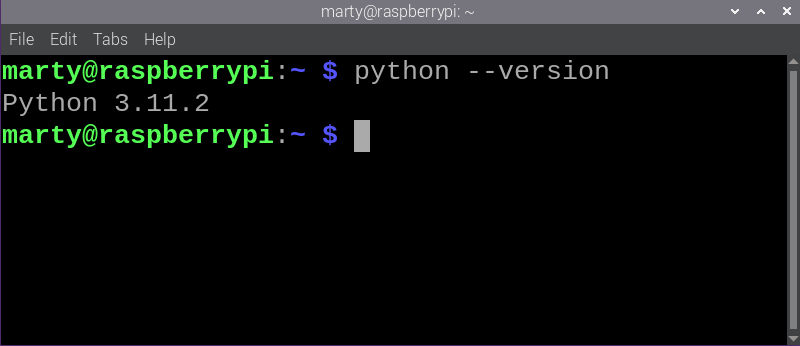 marty@raspberrypi: ~
File Edit Tabs Help
marty@raspberrypi:~ $ python --version
Python 3.11.2
marty@raspberrypi:~ $